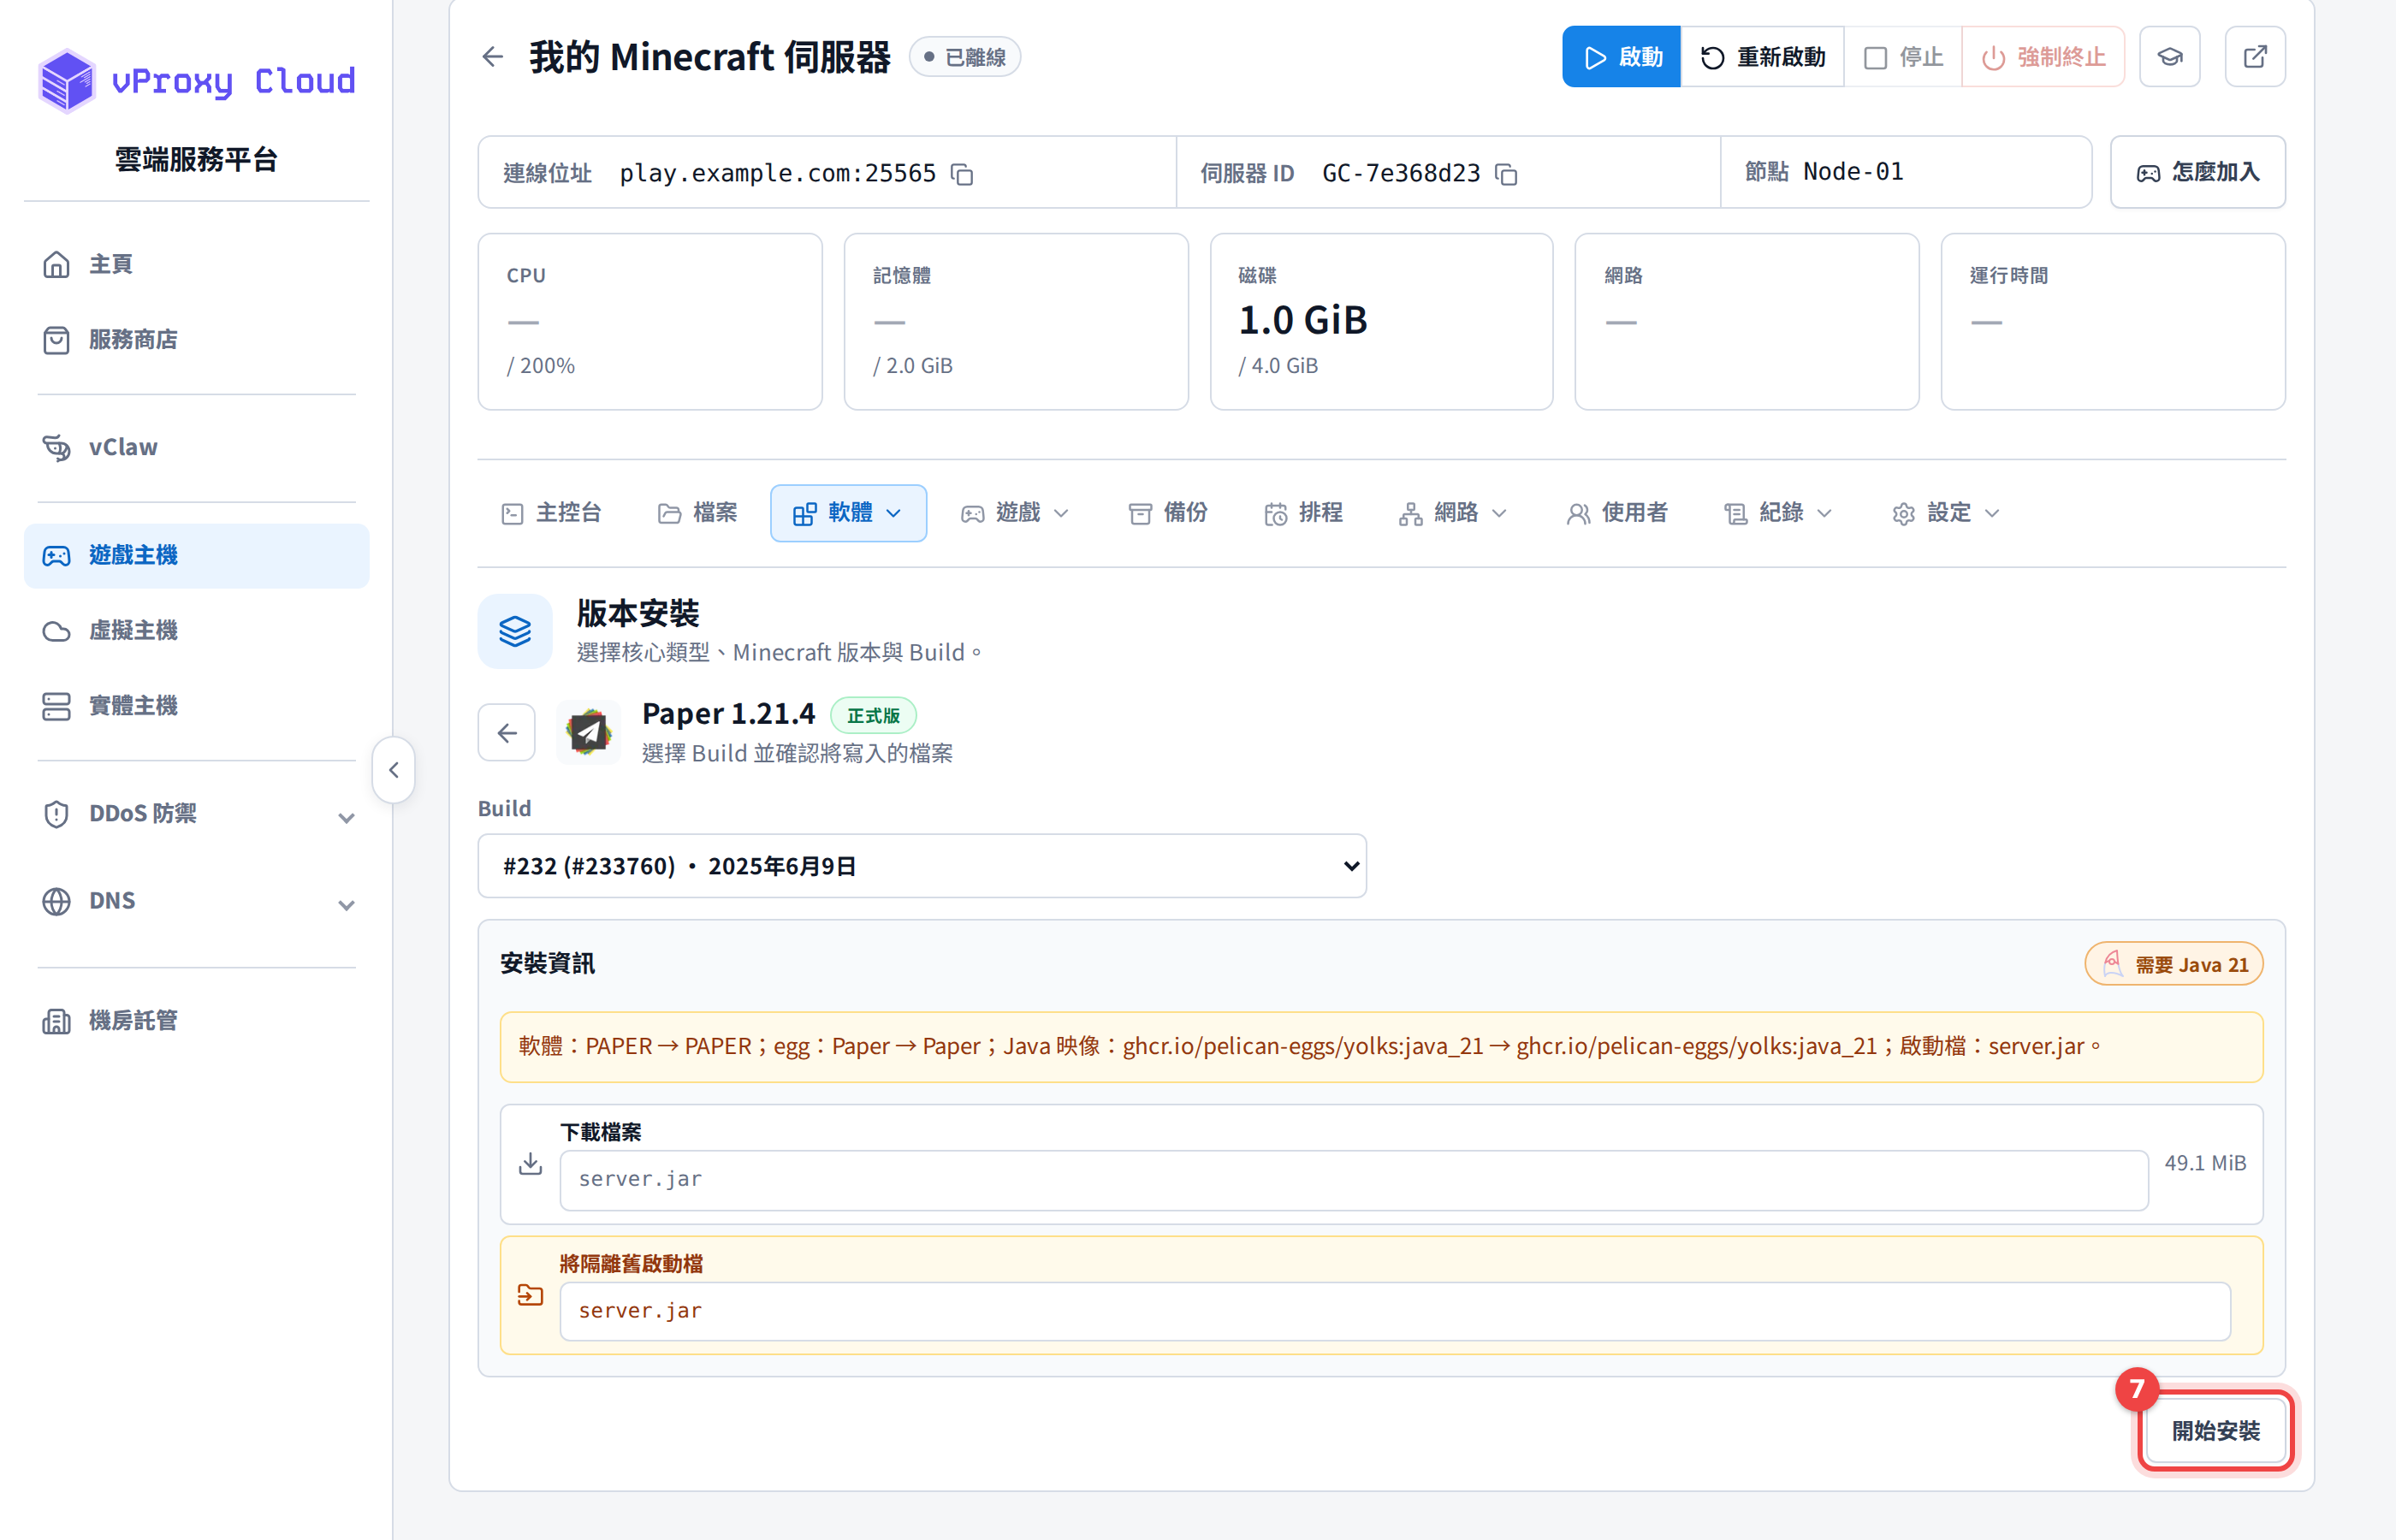 vProxy Cloud
雲端服務平台
主頁
服務商店
vClaw
遊戲主機
虛擬主機
實體主機
DDoS 防禦
DNS
機房託管
我的 Minecraft 伺服器
已離線
啟動
重新啟動
停止
強制終止
連線位址 play.example.com:25565
伺服器 ID GC-7e368d23
節點 Node-01
怎麼加入
CPU
—
/ 200%
記憶體
—
/ 2.0 GiB
磁碟
1.0 GiB
/ 4.0 GiB
網路
—
運行時間
—
主控台
檔案
軟體
遊戲
備份
排程
網路
使用者
紀錄
設定
版本安裝
選擇核心類型、Minecraft 版本與 Build。
Paper 1.21.4 正式版
選擇 Build 並確認將寫入的檔案
Build
#232 (#233760) • 2025年6月9日
安裝資訊
需要 Java 21
軟體：PAPER → PAPER；egg：Paper → Paper；Java 映像：ghcr.io/pelican-eggs/yolks:java_21 → ghcr.io/pelican-eggs/yolks:java_21；啟動檔：server.jar。
下載檔案
server.jar
49.1 MiB
將隔離舊啟動檔
server.jar
7
開始安裝